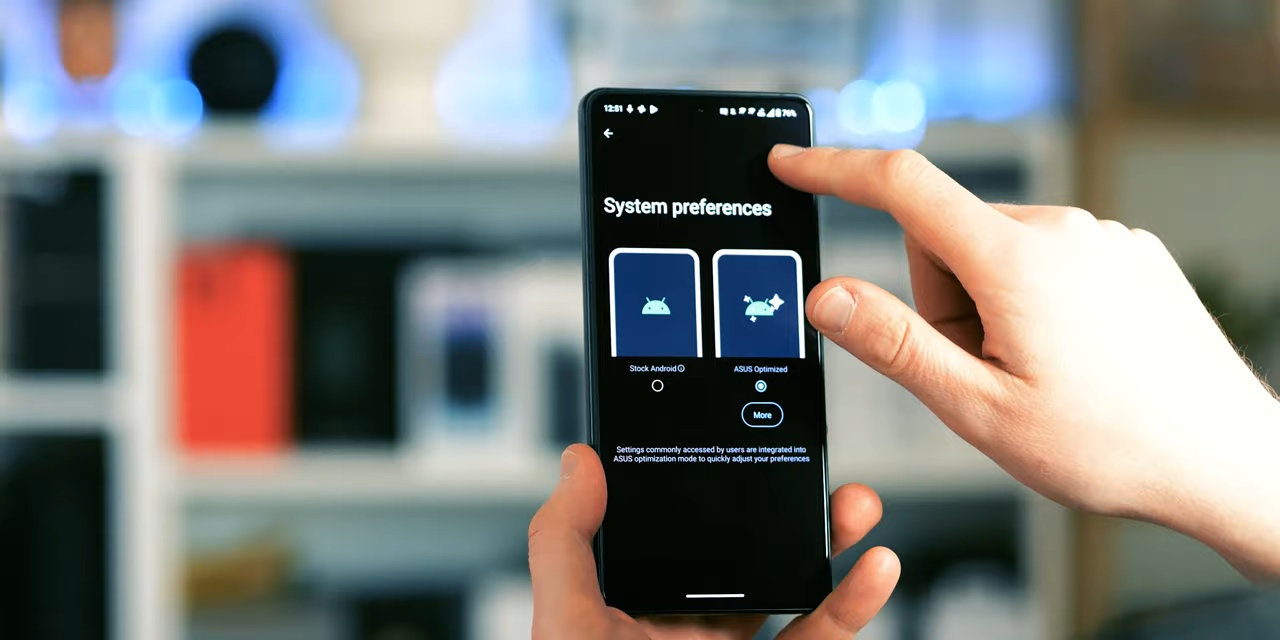 12:51
76%
System preferences
Stock Android
ASUS Optimized
More
Settings commonly accessed by users are integrated into
ASUS optimization mode to quickly adjust your preferences